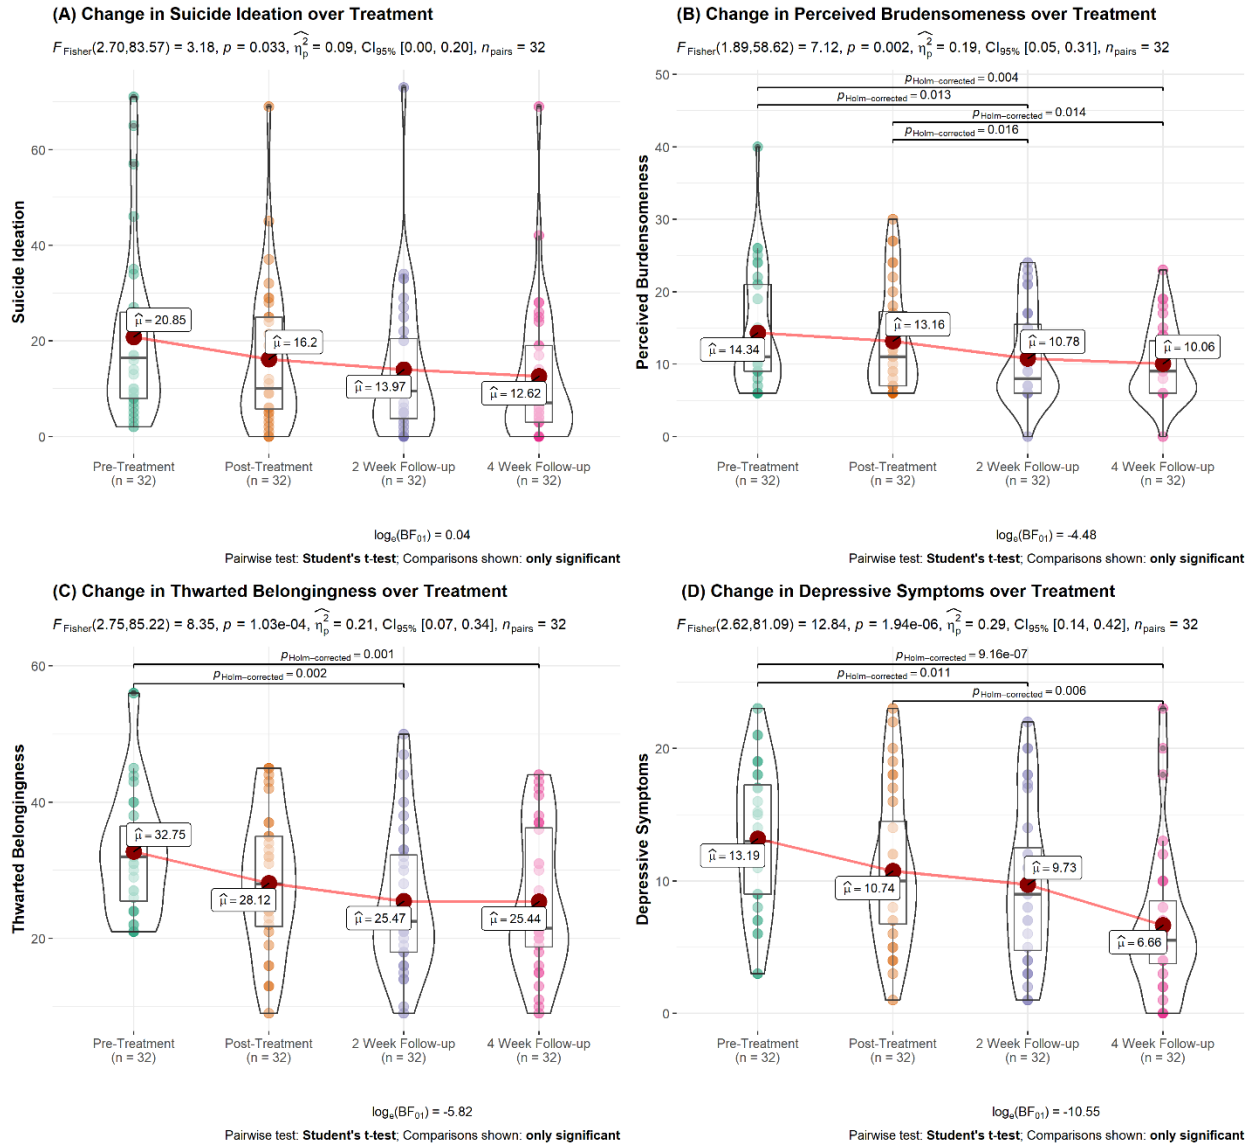 (A) Change in Suicide Ideation over Treatment
F Fisher(2.70,83.57) = 3.18, p = 0.033, η̂²p = 0.09, CI95% [0.00, 0.20], npairs = 32
Suicide Ideation
60
40
20
0
μ̂ = 20.85
μ̂ = 16.2
μ̂ = 13.97
μ̂ = 12.62
Pre-Treatment Post-Treatment 2 Week Follow-up 4 Week Follow-up
(n = 32) (n = 32) (n = 32) (n = 32)
loge(BF01) = 0.04
Pairwise test: Student's t-test; Comparisons shown: only significant
(B) Change in Perceived Brudensomeness over Treatment
F Fisher(1.89,58.62) = 7.12, p = 0.002, η̂²p = 0.19, CI95% [0.05, 0.31], npairs = 32
Perceived Burdensomeness
50
40
30
20
10
0
pHolm-corrected = 0.004
pHolm-corrected = 0.013
pHolm-corrected = 0.014
pHolm-corrected = 0.016
μ̂ = 14.34
μ̂ = 13.16
μ̂ = 10.78
μ̂ = 10.06
Pre-Treatment Post-Treatment 2 Week Follow-up 4 Week Follow-up
(n = 32) (n = 32) (n = 32) (n = 32)
loge(BF01) = -4.48
Pairwise test: Student's t-test; Comparisons shown: only significant
(C) Change in Thwarted Belongingness over Treatment
F Fisher(2.75,85.22) = 8.35, p = 1.03e-04, η̂²p = 0.21, CI95% [0.07, 0.34], npairs = 32
Thwarted Belongingness
60
40
20
pHolm-corrected = 0.001
pHolm-corrected = 0.002
μ̂ = 32.75
μ̂ = 28.12
μ̂ = 25.47
μ̂ = 25.44
Pre-Treatment Post-Treatment 2 Week Follow-up 4 Week Follow-up
(n = 32) (n = 32) (n = 32) (n = 32)
loge(BF01) = -5.82
Pairwise test: Student's t-test; Comparisons shown: only significant
(D) Change in Depressive Symptoms over Treatment
F Fisher(2.62,81.09) = 12.84, p = 1.94e-06, η̂²p = 0.29, CI95% [0.14, 0.42], npairs = 32
Depressive Symptoms
20
10
0
pHolm-corrected = 9.16e-07
pHolm-corrected = 0.011
pHolm-corrected = 0.006
μ̂ = 13.19
μ̂ = 10.74
μ̂ = 9.73
μ̂ = 6.66
Pre-Treatment Post-Treatment 2 Week Follow-up 4 Week Follow-up
(n = 32) (n = 32) (n = 32) (n = 32)
loge(BF01) = -10.55
Pairwise test: Student's t-test; Comparisons shown: only significant